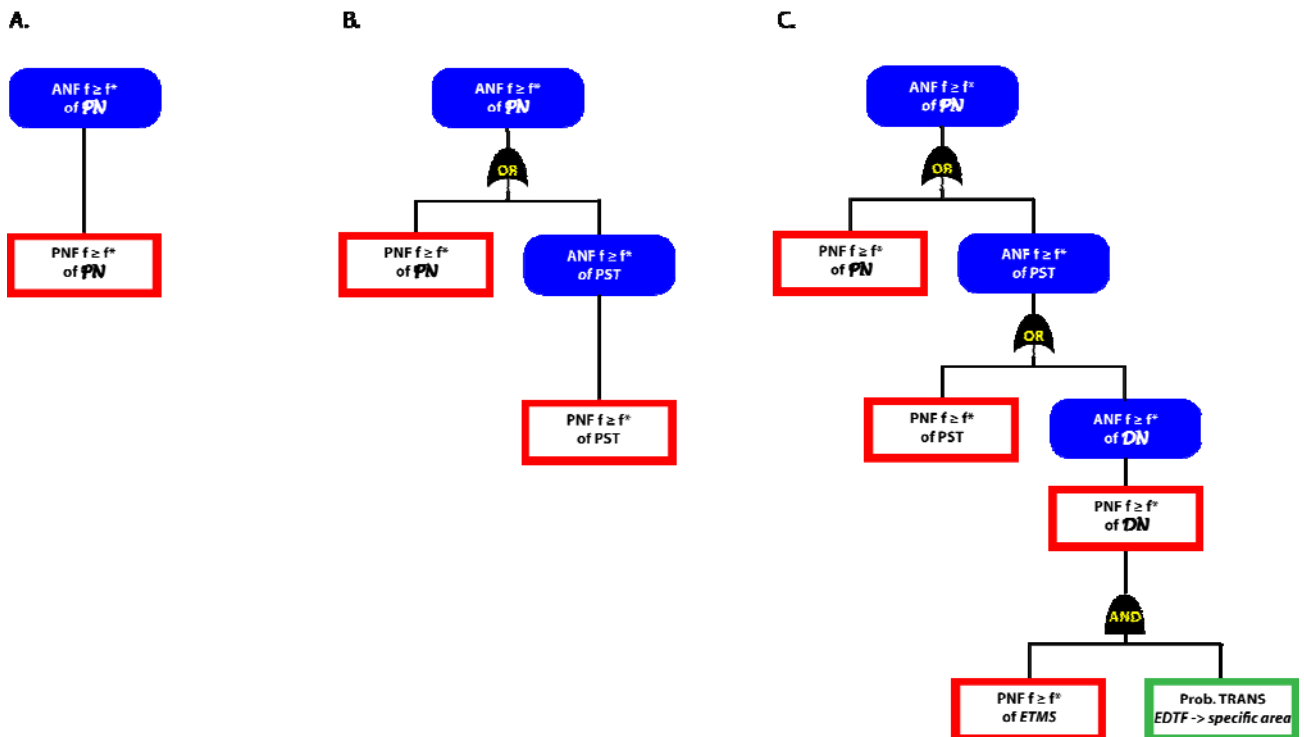 A.
ANF f ≥ f*
of PN
PNF f ≥ f*
of PN
B.
ANF f ≥ f*
of PN
OR
PNF f ≥ f*
of PN
ANF f ≥ f*
of PST
PNF f ≥ f*
of PST
C.
ANF f ≥ f*
of PN
OR
PNF f ≥ f*
of PN
ANF f ≥ f*
of PST
OR
PNF f ≥ f*
of PST
ANF f ≥ f*
of DN
PNF f ≥ f*
of DN
AND
PNF f ≥ f*
of ETMS
Prob. TRANS
EDTF -> specific area